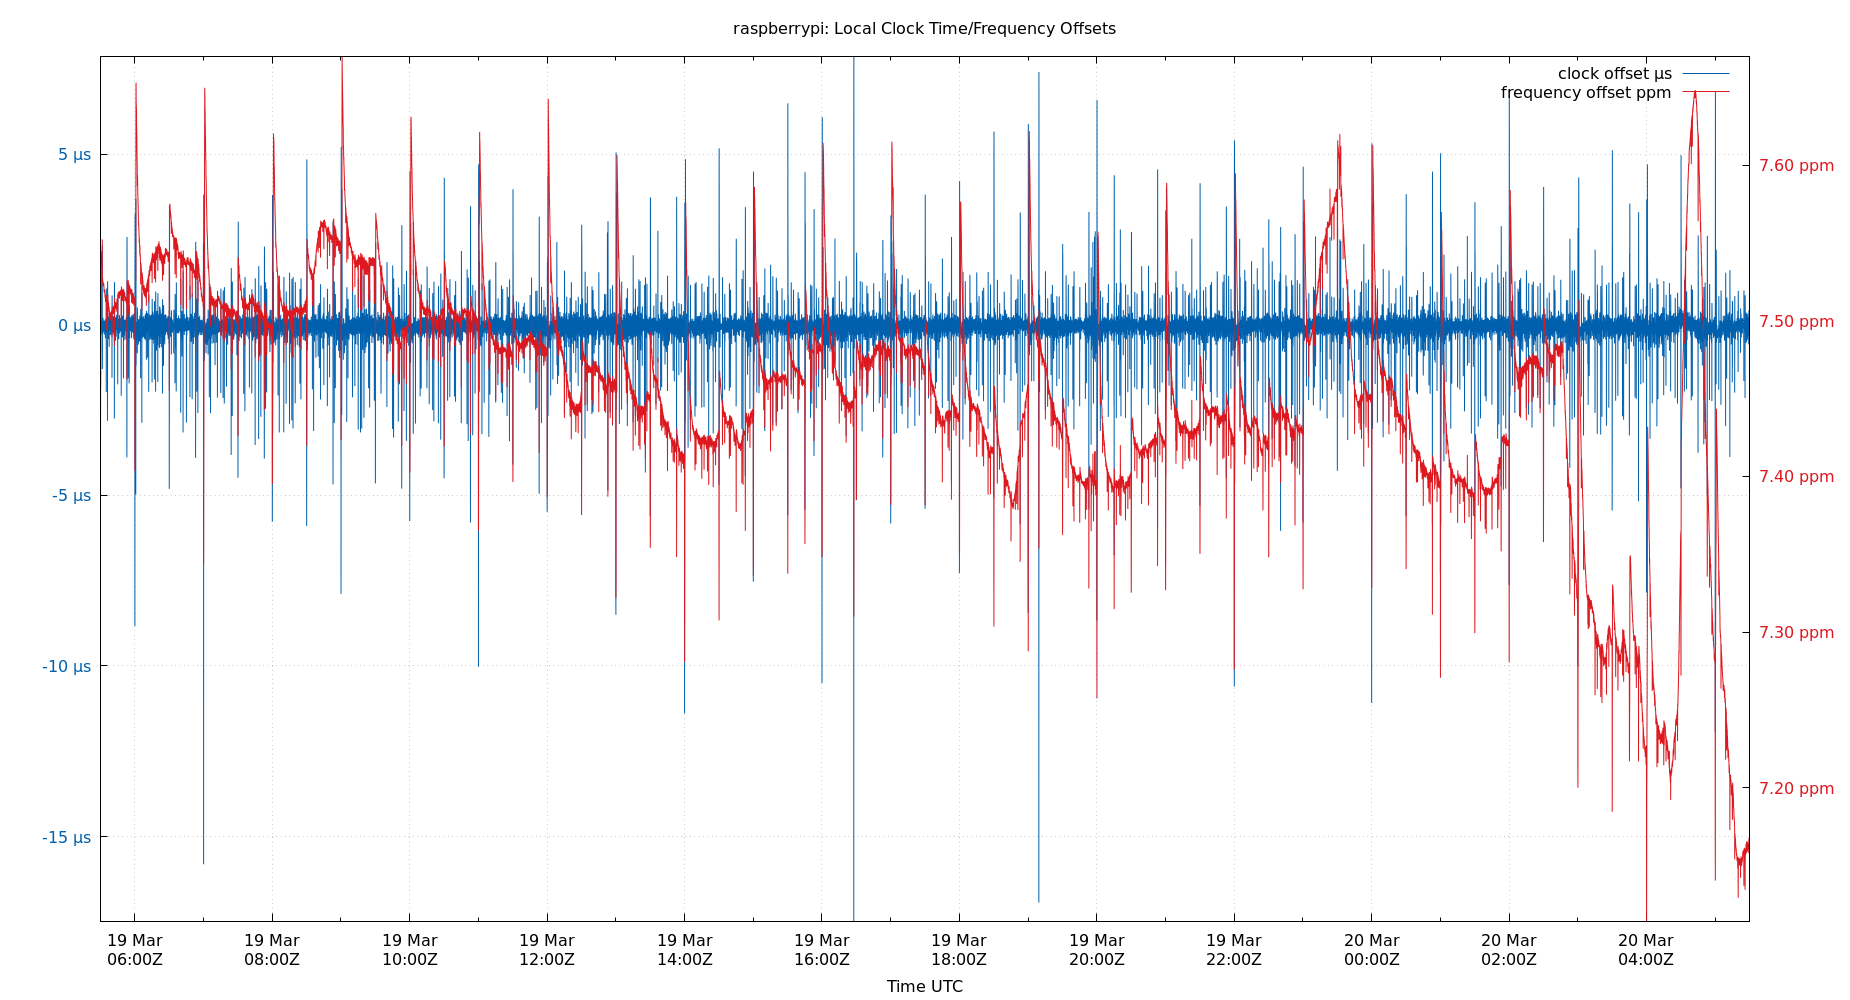 raspberrypi: Local Clock Time/Frequency Offsets
clock offset µs
frequency offset ppm
5 µs
0 µs
-5 µs
-10 µs
-15 µs
7.60 ppm
7.50 ppm
7.40 ppm
7.30 ppm
7.20 ppm
19 Mar 19 Mar 19 Mar 19 Mar 19 Mar 19 Mar 19 Mar 19 Mar 19 Mar 20 Mar 20 Mar 20 Mar
06:00Z 08:00Z 10:00Z 12:00Z 14:00Z 16:00Z 18:00Z 20:00Z 22:00Z 00:00Z 02:00Z 04:00Z
Time UTC